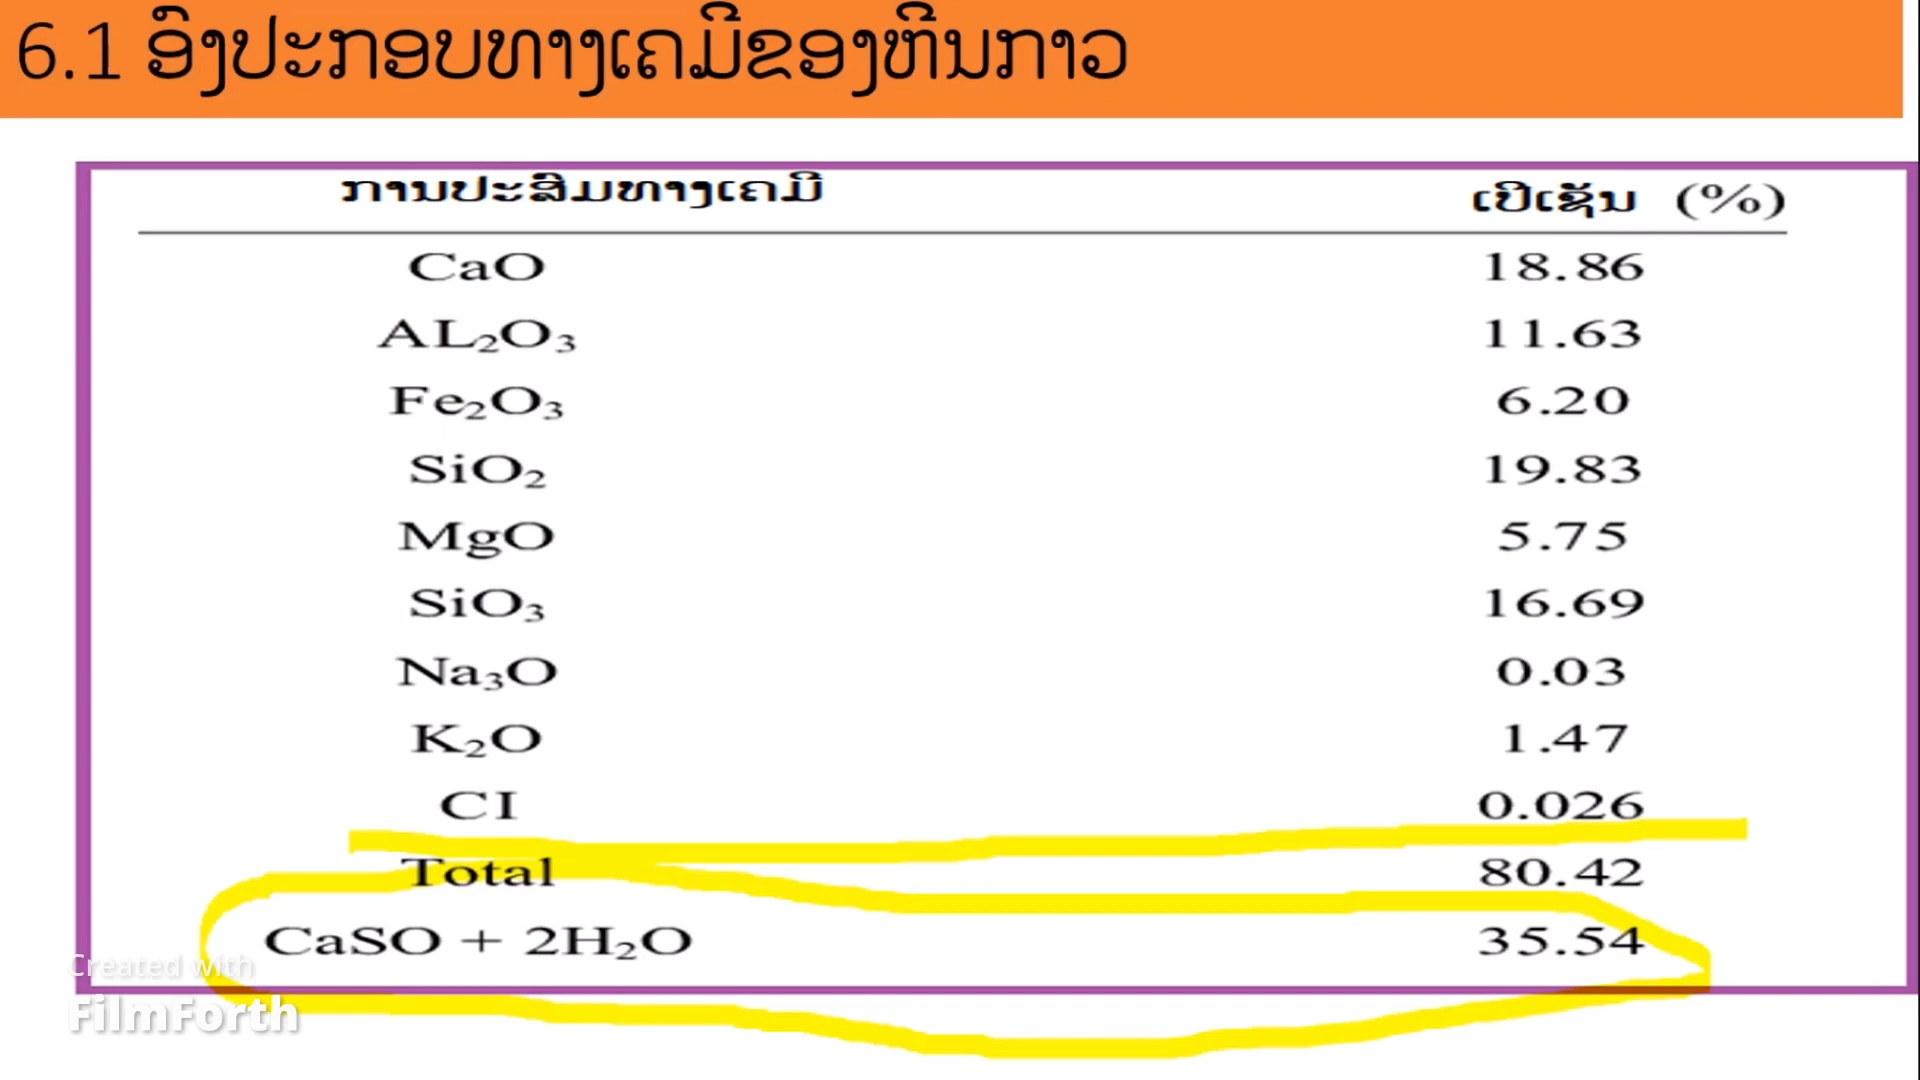 6.1 ອົງປະກອບທາງເຄມີຂອງຫີນກາວ
ການປະສົມທາງເຄມີ ເປີເຊັນ (%)
CaO 18.86
AL₂O₃ 11.63
Fe₂O₃ 6.20
SiO₂ 19.83
MgO 5.75
SiO₃ 16.69
Na₃O 0.03
K₂O 1.47
CI 0.026
Total 80.42
CaSO + 2H₂O 35.54
Created with
FilmForth